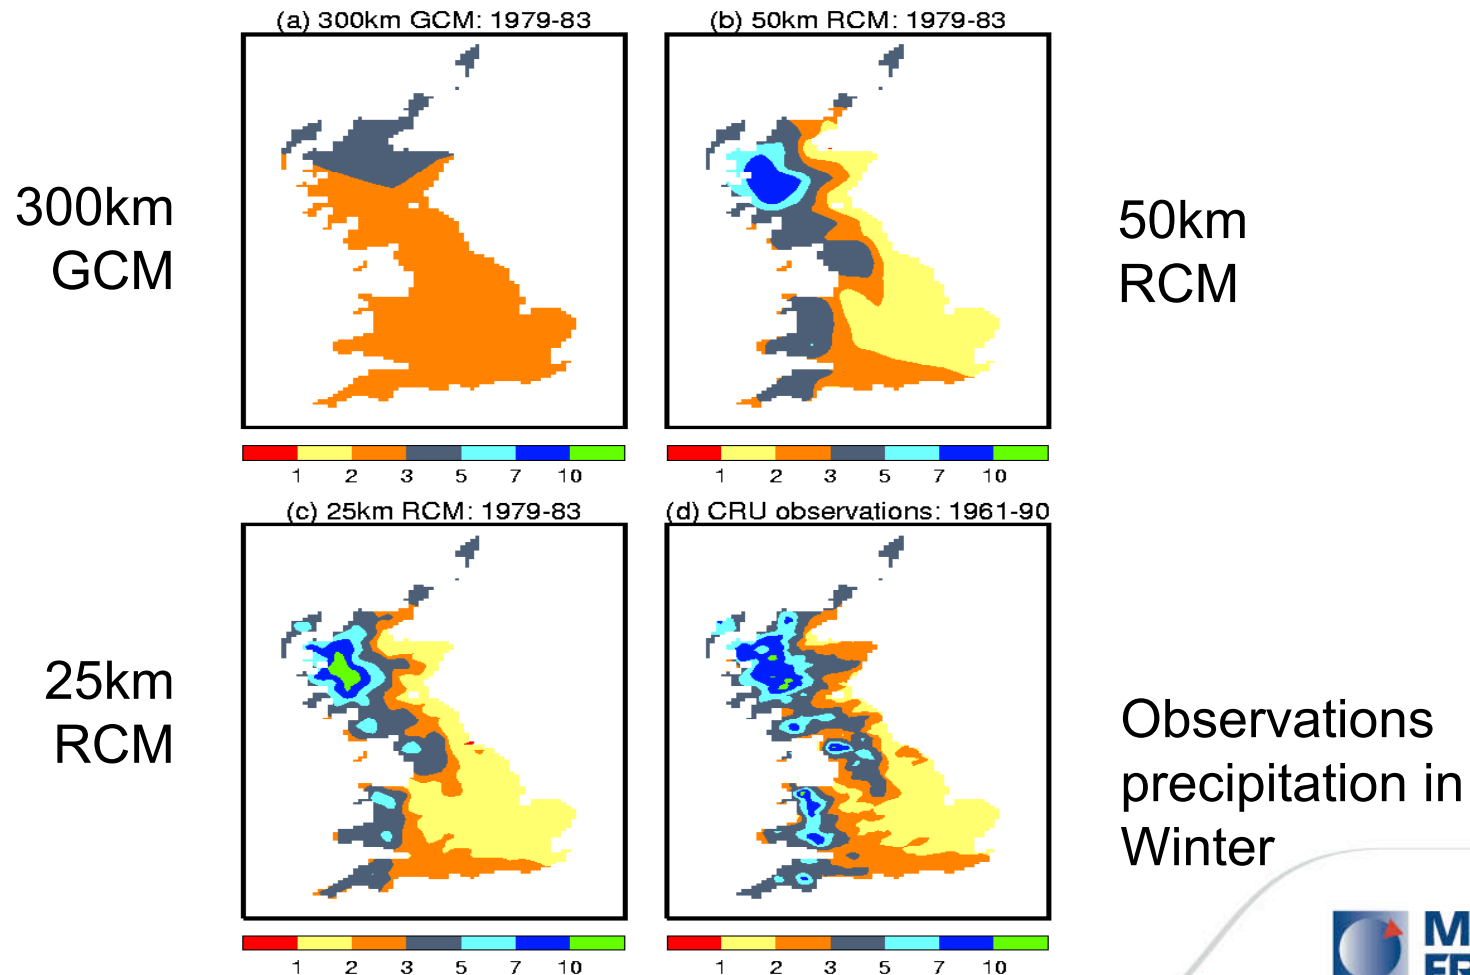 (a) 300km GCM: 1979-83
(b) 50km RCM: 1979-83
300km
GCM
50km
RCM
1 2 3 5 7 10
1 2 3 5 7 10
(c) 25km RCM: 1979-83
(d) CRU observations: 1961-90
25km
RCM
Observations
precipitation in
Winter
1 2 3 5 7 10
1 2 3 5 7 10